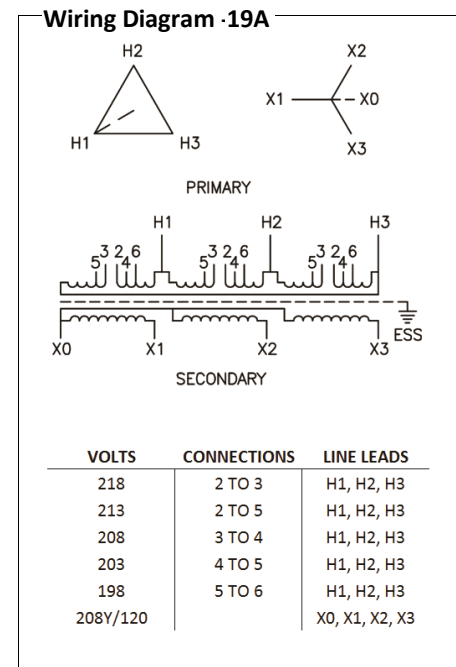 Wiring Diagram -19A
H2
H1
H3
X2
X1
X0
X3
PRIMARY
H1 H2 H3
5 3 2 4 6 5 3 2 4 6 5 3 2 4 6
ESS
X0 X1 X2 X3
SECONDARY
VOLTS CONNECTIONS LINE LEADS
218 2 TO 3 H1, H2, H3
213 2 TO 5 H1, H2, H3
208 3 TO 4 H1, H2, H3
203 4 TO 5 H1, H2, H3
198 5 TO 6 H1, H2, H3
208Y/120 X0, X1, X2, X3